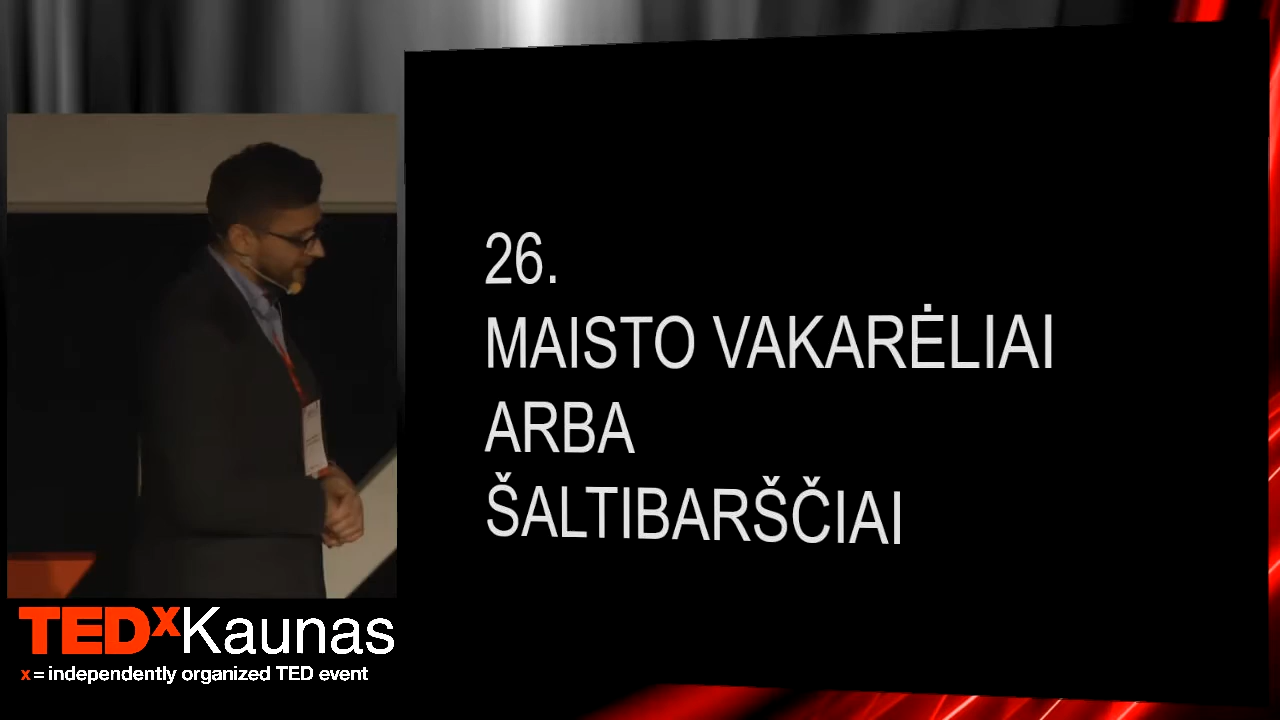 26.
MAISTO VAKARĖLIAI
ARBA
ŠALTIBARŠČIAI
TEDxKaunas
x = independently organized TED event